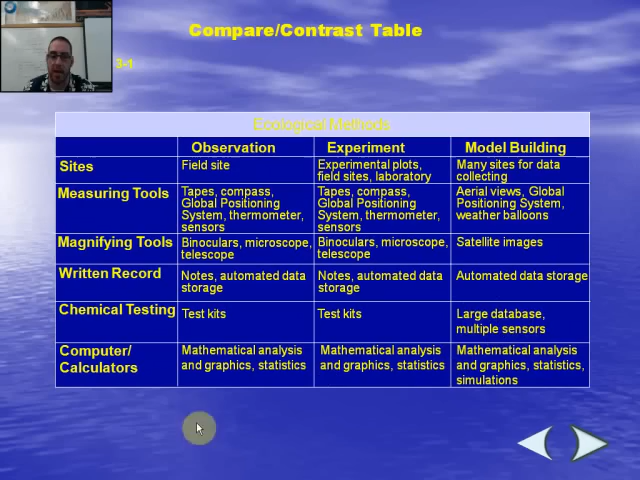 Compare/Contrast Table
3-1
Ecological Methods
Observation Experiment Model Building
Sites
Field site
Experimental plots,
field sites, laboratory
Many sites for data
collecting
Measuring Tools
Tapes, compass,
Global Positioning
System, thermometer,
sensors
Tapes, compass,
Global Positioning
System, thermometer,
sensors
Aerial views, Global
Positioning System,
weather balloons
Magnifying Tools
Binoculars, microscope,
telescope
Binoculars, microscope,
telescope
Satellite images
Written Record
Notes, automated data
storage
Notes, automated data
storage
Automated data storage
Chemical Testing
Test kits
Test kits
Large database,
multiple sensors
Computer/
Calculators
Mathematical analysis
and graphics, statistics
Mathematical analysis
and graphics, statistics
Mathematical analysis
and graphics, statistics,
simulations